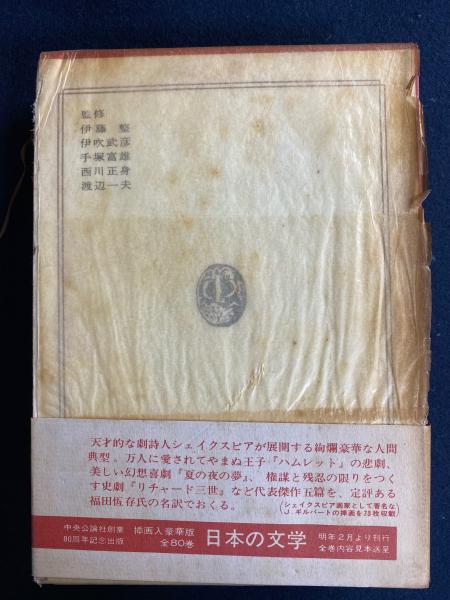 監修
伊藤 整
伊吹武彦
手塚富雄
西川正身
渡辺一夫
天才的な劇詩人シェイクスピアが展開する絢爛豪華な人間
典型。万人に愛されてやまぬ王子『ハムレット』の悲劇、
美しい幻想喜劇『夏の夜の夢』、権謀と残忍の限りをつく
す史劇『リチャード三世』など代表傑作五篇を、定評ある
福田恆存氏の名訳でおくる。
(シェイクスピア画家として著名な
J.ギルバートの挿画を78枚収載)
中央公論社創業 挿画入豪華版 日本の文学 明年2月より刊行
80周年記念出版 全80巻 全巻内容見本送呈